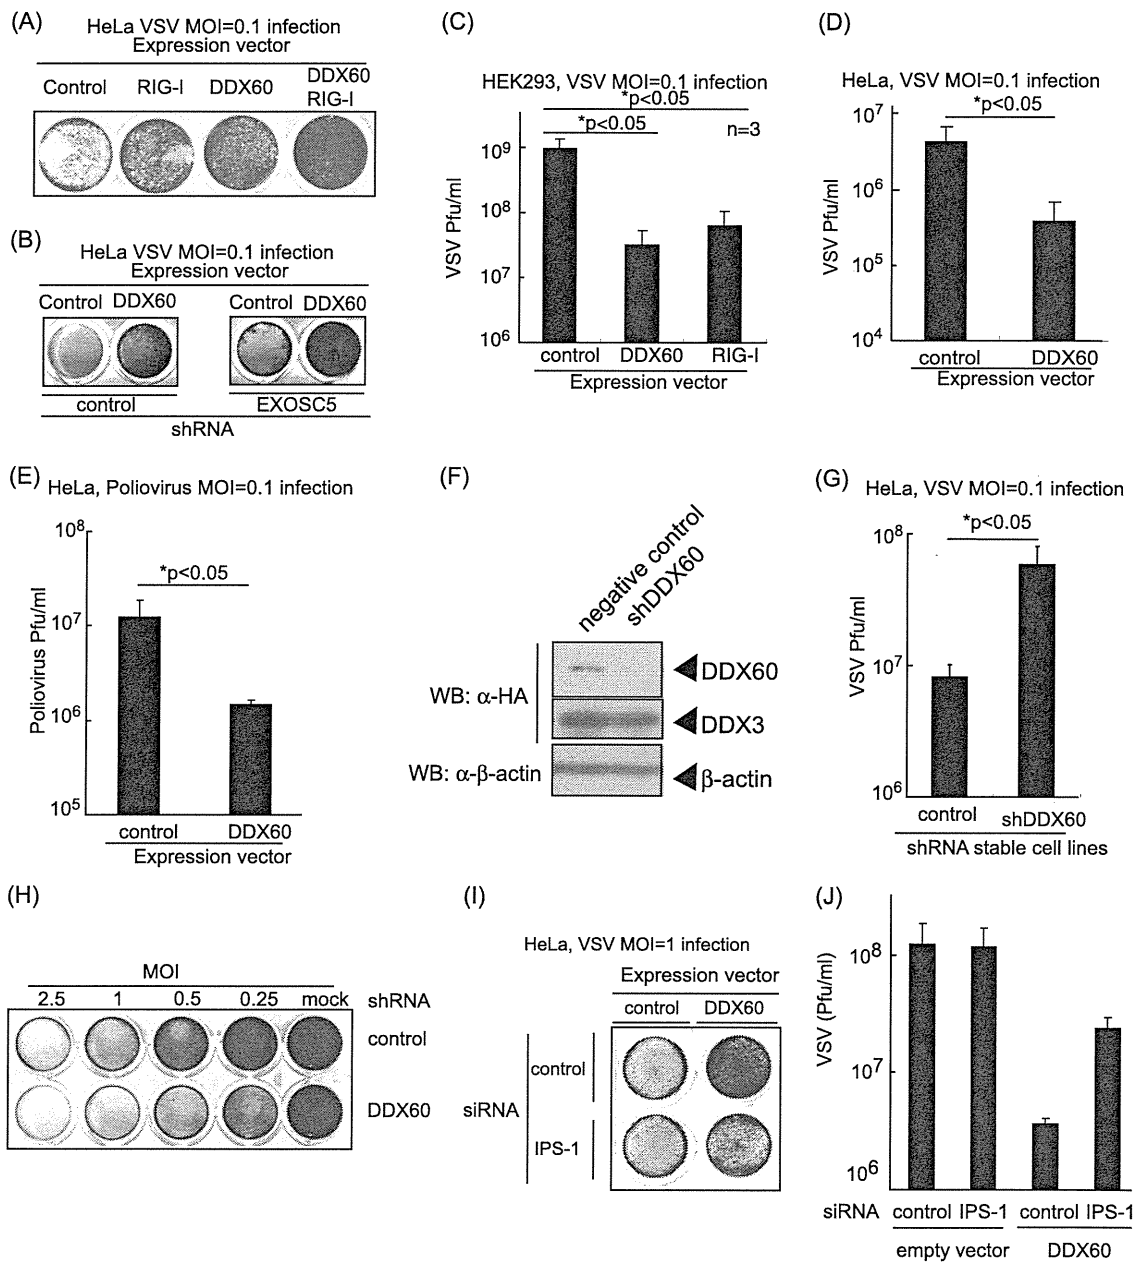 (A)
HeLa VSV MOI=0.1 infection
Expression vector
Control RIG-I DDX60 DDX60
RIG-I
(B)
HeLa VSV MOI=0.1 infection
Expression vector
Control DDX60 Control DDX60
control EXOSC5
shRNA
(C)
HEK293, VSV MOI=0.1 infection
*p<0.05
*p<0.05
n=3
VSV Pfu/ml
10⁹
10⁸
10⁷
10⁶
control DDX60 RIG-I
Expression vector
(D)
HeLa, VSV MOI=0.1 infection
*p<0.05
VSV Pfu/ml
10⁷
10⁶
10⁵
10⁴
control DDX60
Expression vector
(E)
HeLa, Poliovirus MOI=0.1 infection
*p<0.05
Poliovirus Pfu/ml
10⁸
10⁷
10⁶
10⁵
control DDX60
Expression vector
(F)
negative control
shDDX60
WB: α-HA
DDX60
DDX3
WB: α-β-actin
β-actin
(G)
HeLa, VSV MOI=0.1 infection
*p<0.05
VSV Pfu/ml
10⁸
10⁷
10⁶
control shDDX60
shRNA stable cell lines
(H)
MOI
2.5 1 0.5 0.25 mock shRNA
control
DDX60
(I)
HeLa, VSV MOI=1 infection
Expression vector
control DDX60
siRNA
control
IPS-1
(J)
VSV (Pfu/ml)
10⁸
10⁷
10⁶
siRNA control IPS-1 control IPS-1
empty vector DDX60